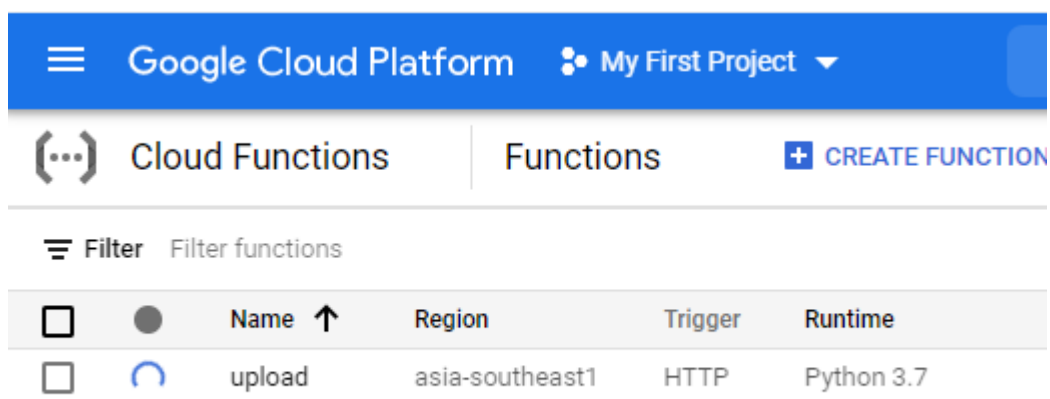 Google Cloud Platform My First Project
Cloud Functions Functions CREATE FUNCTION
Filter Filter functions
Name Region Trigger Runtime
upload asia-southeast1 HTTP Python 3.7